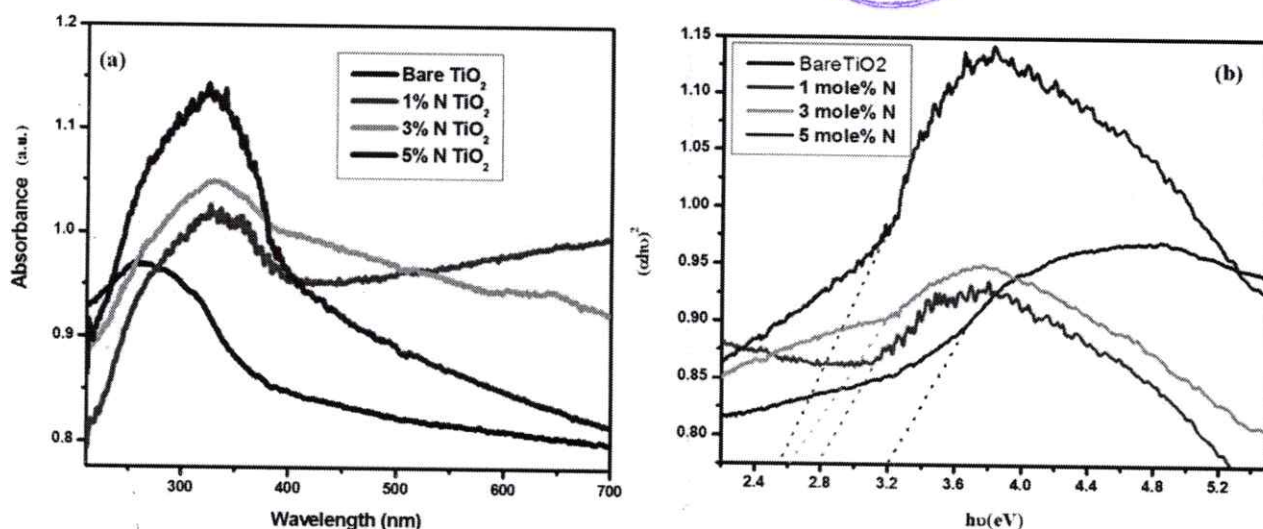 (a)
Absorbance (a.u.)
1.2
1.1
1.0
0.9
0.8
Bare TiO₂
1% N TiO₂
3% N TiO₂
5% N TiO₂
300 400 500 600 700
Wavelength (nm)
(b)
(αhυ)²
1.15
1.10
1.05
1.00
0.95
0.90
0.85
0.80
BareTiO2
1 mole% N
3 mole% N
5 mole% N
2.4 2.8 3.2 3.6 4.0 4.4 4.8 5.2
hυ(eV)